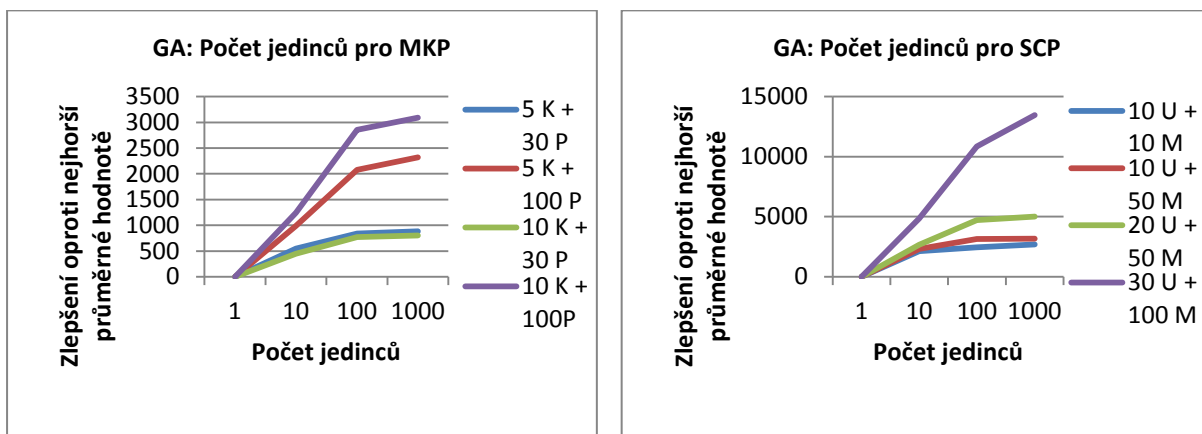 GA: Počet jedinců pro MKP
Zlepšení oproti nejhorší
průměrné hodnotě
3500
3000
2500
2000
1500
1000
500
0
1 10 100 1000
Počet jedinců
5 K +
30 P
5 K +
100 P
10 K +
30 P
10 K +
100P
GA: Počet jedinců pro SCP
Zlepšení oproti nejhorší
průměrné hodnotě
15000
10000
5000
0
1 10 100 1000
Počet jedinců
10 U +
10 M
10 U +
50 M
20 U +
50 M
30 U +
100 M